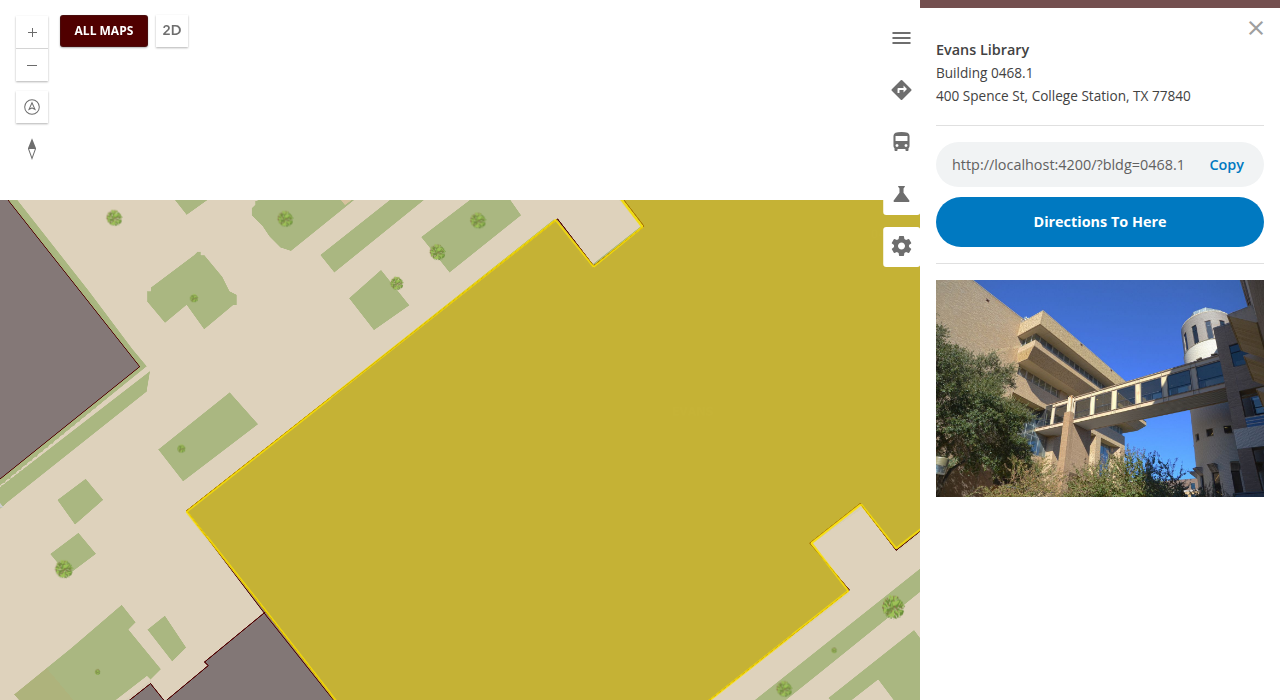 ALL MAPS
2D
Evans Library
Building 0468.1
400 Spence St, College Station, TX 77840
http://localhost:4200/?bldg=0468.1
Copy
Directions To Here